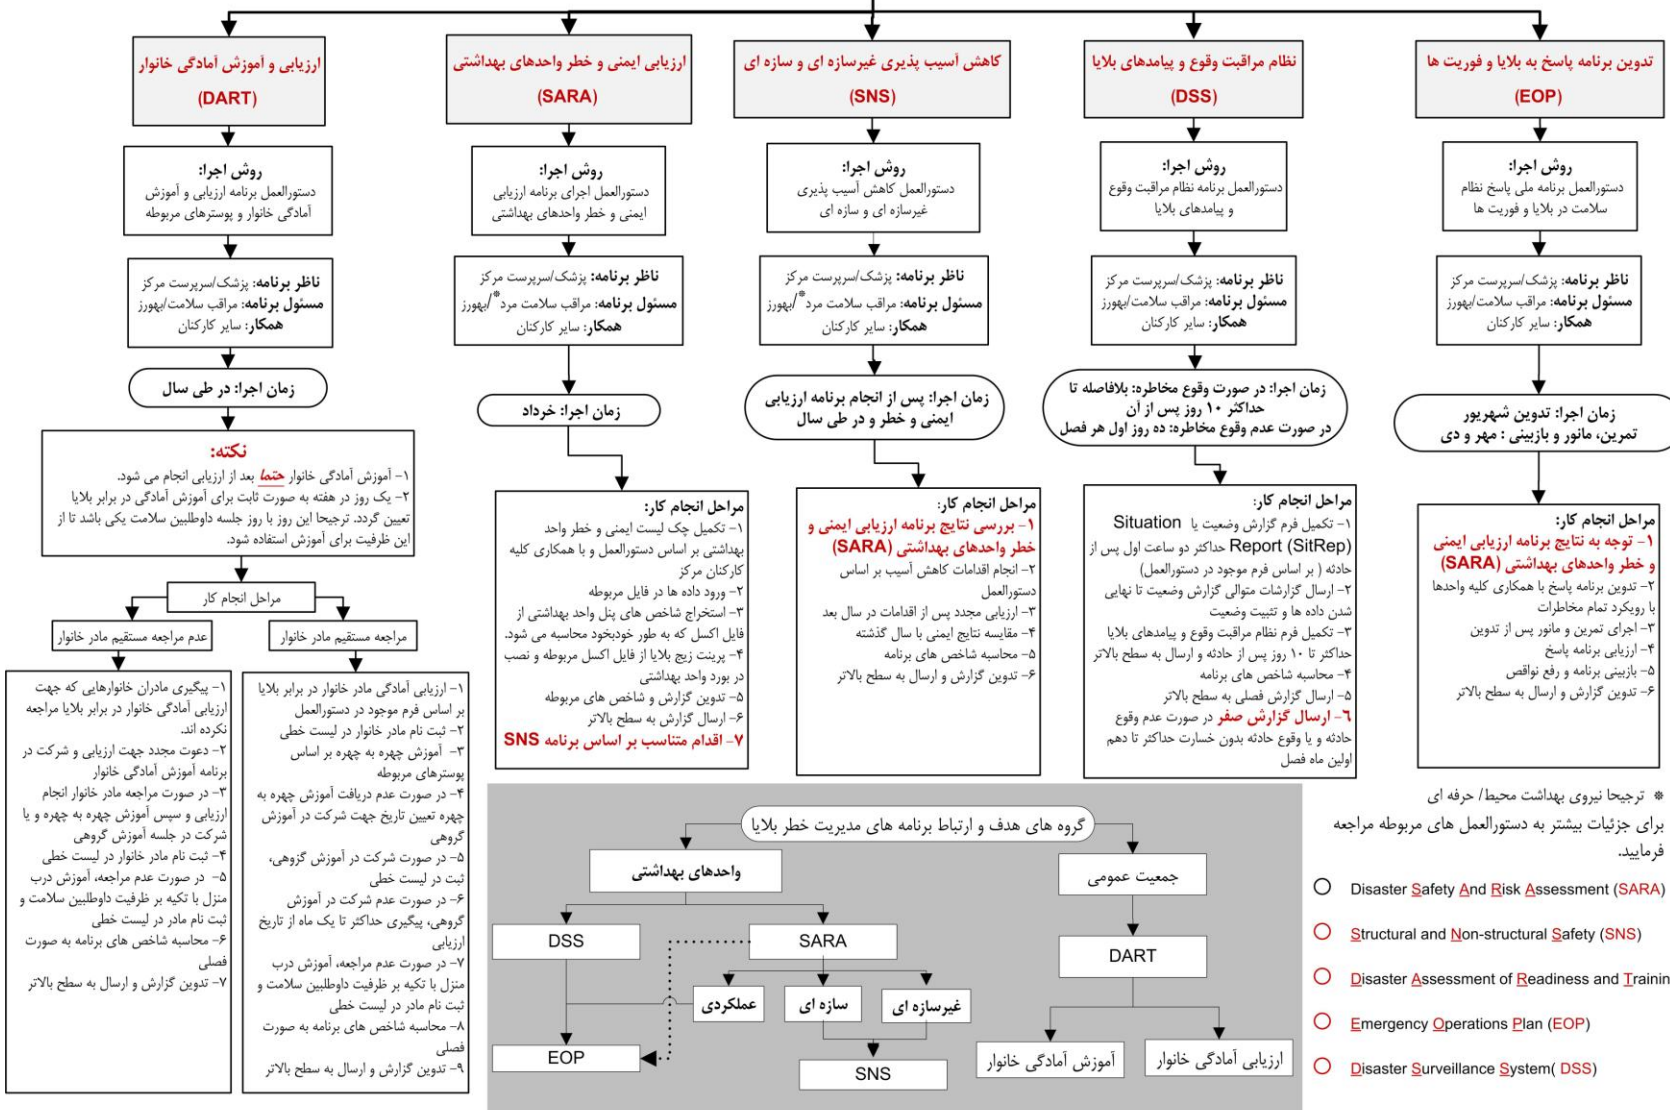 ارزیابی و آموزش آمادگی خانوار
(DART)
روش اجرا:
دستورالعمل برنامه ارزیابی و آموزش
آمادگی خانوار و پوسترهای مربوطه
ناظر برنامه: پزشک/سرپرست مرکز
مسئول برنامه: مراقب سلامت/بهورز
همکار: سایر کارکنان
زمان اجرا: در طی سال
نکته:
۱- آموزش آمادگی خانوار حتما بعد از ارزیابی انجام می شود.
۲- یک روز در هفته به صورت ثابت برای آموزش آمادگی در برابر بلایا
تعیین گردد. ترجیحا این روز با روز جلسه داوطلبین سلامت یکی باشد تا از
این ظرفیت برای آموزش استفاده شود.
مراحل انجام کار
عدم مراجعه مستقیم مادر خانوار
مراجعه مستقیم مادر خانوار
۱- پیگیری مادران خانوارهایی که جهت
ارزیابی آمادگی خانوار در برابر بلایا مراجعه
نکرده اند.
۲- دعوت مجدد جهت ارزیابی و شرکت در
برنامه آموزش آمادگی خانوار
۳- در صورت مراجعه مادر خانوار انجام
ارزیابی و سپس آموزش چهره به چهره و یا
شرکت در جلسه آموزش گروهی
۴- ثبت نام مادر خانوار در لیست خطی
۵- در صورت عدم مراجعه، آموزش درب
منزل با تکیه بر ظرفیت داوطلبین سلامت و
ثبت نام مادر در لیست خطی
۶- محاسبه شاخص های برنامه به صورت
فصلی
۷- تدوین گزارش و ارسال به سطح بالاتر
۱- ارزیابی آمادگی مادر خانوار در برابر بلایا
بر اساس فرم موجود در دستورالعمل
۲- ثبت نام مادر خانوار در لیست خطی
۳- آموزش چهره به چهره بر اساس
پوسترهای مربوطه
۴- در صورت عدم دریافت آموزش چهره به
چهره تعیین تاریخ جهت شرکت در آموزش
گروهی
۵- در صورت شرکت در آموزش گزوهی،
ثبت در لیست خطی
۶- در صورت عدم شرکت در آموزش
گروهی، پیگیری حداکثر تا یک ماه از تاریخ
ارزیابی
۷- در صورت عدم مراجعه، آموزش درب
منزل با تکیه بر ظرفیت داوطلبین سلامت و
ثبت نام مادر در لیست خطی
۸- محاسبه شاخص های برنامه به صورت
فصلی
۹- تدوین گزارش و ارسال به سطح بالاتر
ارزیابی ایمنی و خطر واحدهای بهداشتی
(SARA)
روش اجرا:
دستورالعمل اجرای برنامه ارزیابی
ایمنی و خطر واحدهای بهداشتی
ناظر برنامه: پزشک/سرپرست مرکز
مسئول برنامه: مراقب سلامت مرد*/بهورز
همکار: سایر کارکنان
زمان اجرا: خرداد
مراحل انجام کار:
۱- تکمیل چک لیست ایمنی و خطر واحد
بهداشتی بر اساس دستورالعمل و با همکاری کلیه
کارکنان مرکز
۲- ورود داده ها در فایل مربوطه
۳- استخراج شاخص های پنل واحد بهداشتی از
فایل اکسل که به طور خودبخود محاسبه می شود.
۴- پرینت زیج بلایا از فایل اکسل مربوطه و نصب
در بورد واحد بهداشتی
۵- تدوین گزارش و شاخص های مربوطه
۶- ارسال گزارش به سطح بالاتر
۷- اقدام متناسب بر اساس برنامه SNS
کاهش آسیب پذیری غیرسازه ای و سازه ای
(SNS)
روش اجرا:
دستورالعمل کاهش آسیب پذیری
غیرسازه ای و سازه ای
ناظر برنامه: پزشک/سرپرست مرکز
مسئول برنامه: مراقب سلامت مرد*/بهورز
همکار: سایر کارکنان
زمان اجرا: پس از انجام برنامه ارزیابی
ایمنی و خطر و در طی سال
مراحل انجام کار:
۱- بررسی نتایج برنامه ارزیابی ایمنی و
خطر واحدهای بهداشتی (SARA)
۲- انجام اقدامات کاهش آسیب بر اساس
دستورالعمل
۳- ارزیابی مجدد پس از اقدامات در سال بعد
۴- مقایسه نتایج ایمنی با سال گذشته
۵- محاسبه شاخص های برنامه
۶- تدوین گزارش و ارسال به سطح بالاتر
نظام مراقبت وقوع و پیامدهای بلایا
(DSS)
روش اجرا:
دستورالعمل برنامه نظام مراقبت وقوع
و پیامدهای بلایا
ناظر برنامه: پزشک/سرپرست مرکز
مسئول برنامه: مراقب سلامت/بهورز
همکار: سایر کارکنان
زمان اجرا: در صورت وقوع مخاطره: بلافاصله تا
حداکثر ۱۰ روز پس از آن
در صورت عدم وقوع مخاطره: ده روز اول هر فصل
مراحل انجام کار:
۱- تکمیل فرم گزارش وضعیت یا Situation
Report (SitRep) حداکثر دو ساعت اول پس از
حادثه ( بر اساس فرم موجود در دستورالعمل)
۲- ارسال گزارشات متوالی گزارش وضعیت تا نهایی
شدن داده ها و تثبیت وضعیت
۳- تکمیل فرم نظام مراقبت وقوع و پیامدهای بلایا
حداکثر تا ۱۰ روز پس از حادثه و ارسال به سطح بالاتر
۴- محاسبه شاخص های برنامه
۵- ارسال گزارش فصلی به سطح بالاتر
۶- ارسال گزارش صفر در صورت عدم وقوع
حادثه و یا وقوع حادثه بدون خسارت حداکثر تا دهم
اولین ماه فصل
تدوین برنامه پاسخ به بلایا و فوریت ها
(EOP)
روش اجرا:
دستورالعمل برنامه ملی پاسخ نظام
سلامت در بلایا و فوریت ها
ناظر برنامه: پزشک/سرپرست مرکز
مسئول برنامه: مراقب سلامت/بهورز
همکار: سایر کارکنان
زمان اجرا: تدوین شهریور
تمرین، مانور و بازبینی : مهر و دی
مراحل انجام کار:
۱- توجه به نتایج برنامه ارزیابی ایمنی
و خطر واحدهای بهداشتی (SARA)
۲- تدوین برنامه پاسخ با همکاری کلیه واحدها
با رویکرد تمام مخاطرات
۳- اجرای تمرین و مانور پس از تدوین
۴- ارزیابی برنامه پاسخ
۵- بازبینی برنامه و رفع نواقص
۶- تدوین گزارش و ارسال به سطح بالاتر
* ترجیحا نیروی بهداشت محیط/ حرفه ای
برای جزئیات بیشتر به دستورالعمل های مربوطه مراجعه
فرمایید.
Disaster Safety And Risk Assessment (SARA)
Structural and Non-structural Safety (SNS)
Disaster Assessment of Readiness and Trainin
Emergency Operations Plan (EOP)
Disaster Surveillance System( DSS)
گروه های هدف و ارتباط برنامه های مدیریت خطر بلایا
واحدهای بهداشتی
جمعیت عمومی
DSS
SARA
DART
عملکردی
سازه ای
غیرسازه ای
EOP
SNS
آموزش آمادگی خانوار
ارزیابی آمادگی خانوار